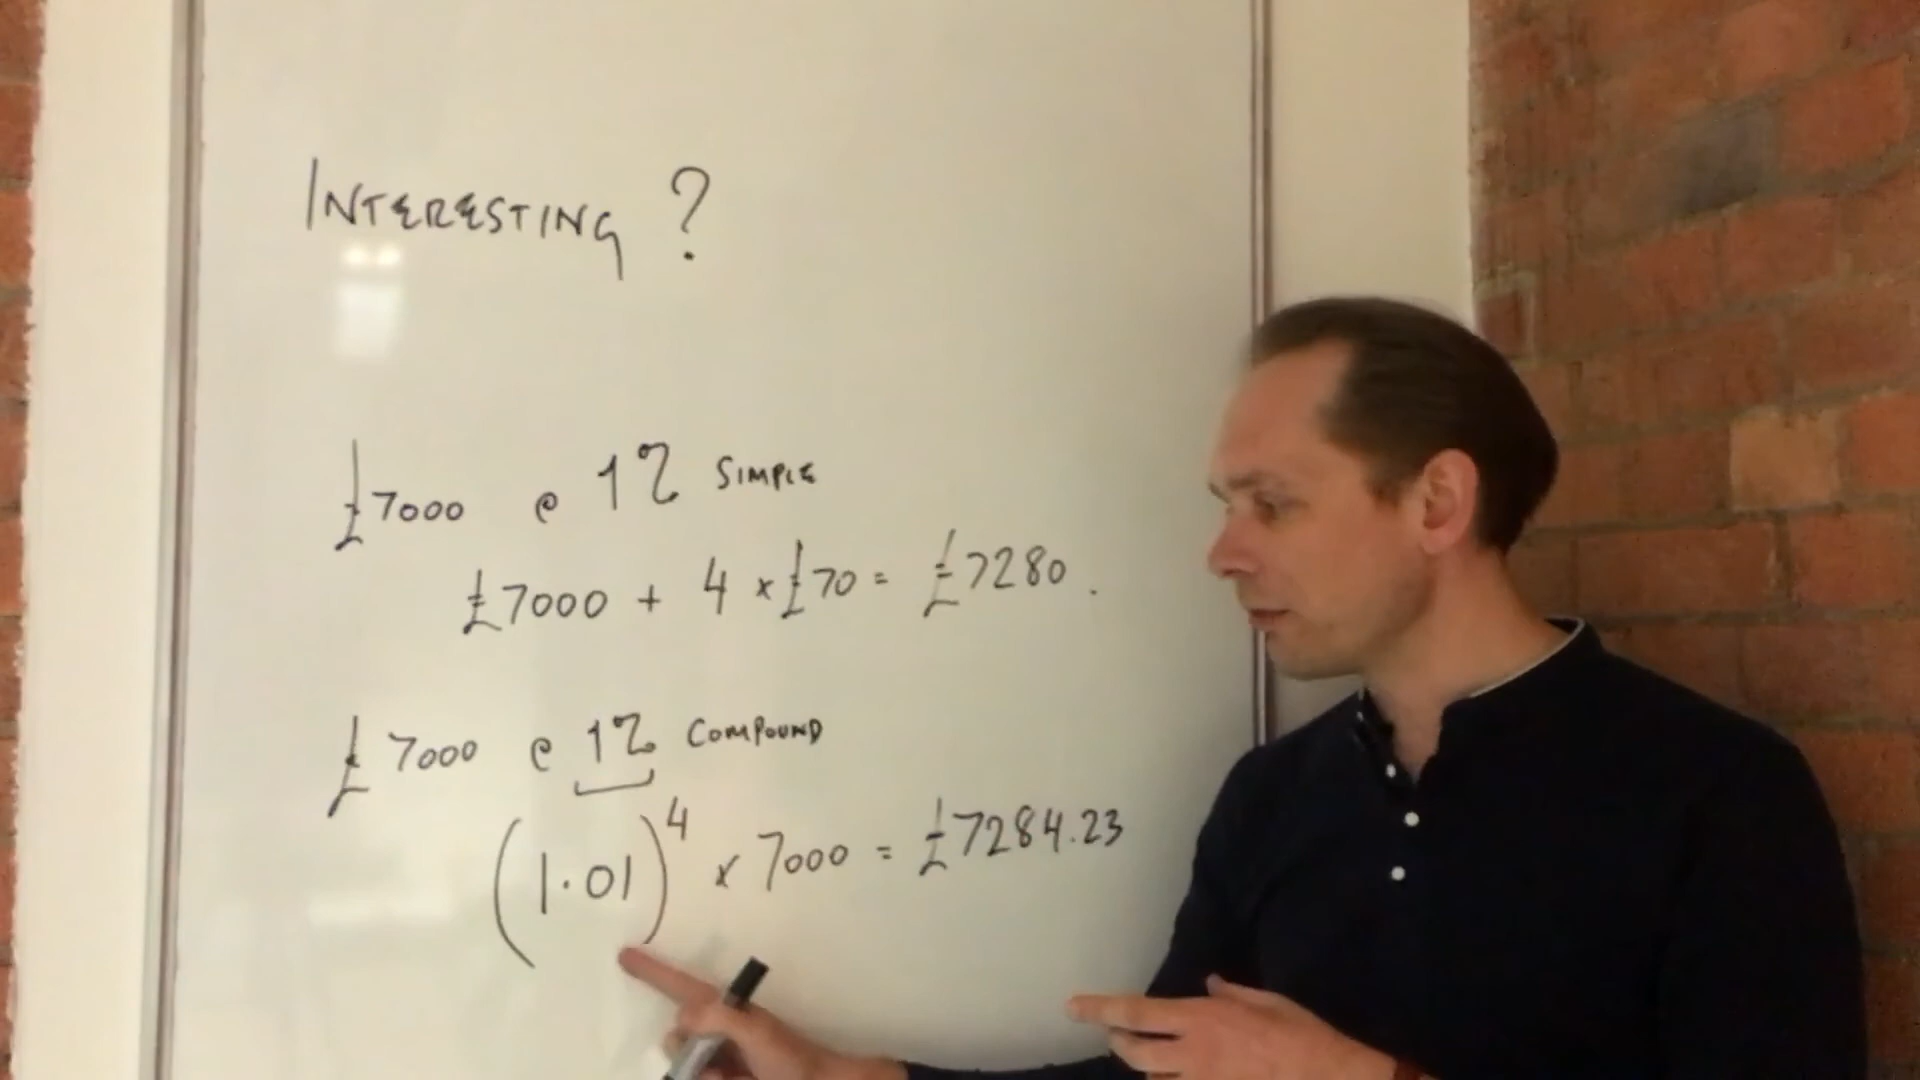 INTERESTING ?
£7000 @ 1% SIMPLE
£7000 + 4 × £70 = £7280.
£7000 @ 1% COMPOUND
(1.01)⁴ × 7000 = £7284.23